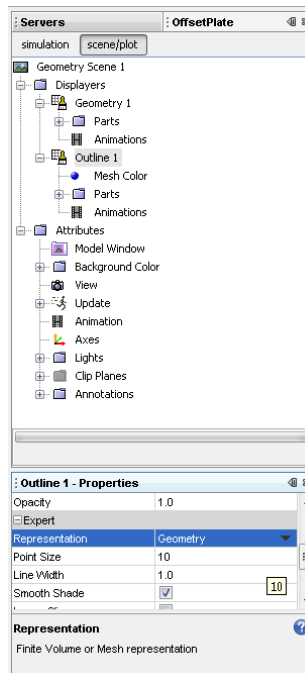 Servers OffsetPlate
simulation scene/plot
Geometry Scene 1
Displayers
Geometry 1
Parts
Animations
Outline 1
Mesh Color
Parts
Animations
Attributes
Model Window
Background Color
View
Update
Animation
Axes
Lights
Clip Planes
Annotations
Outline 1 - Properties
Opacity 1.0
Expert
Representation Geometry
Point Size 10
Line Width 1.0
10
Smooth Shade
Representation
Finite Volume or Mesh representation